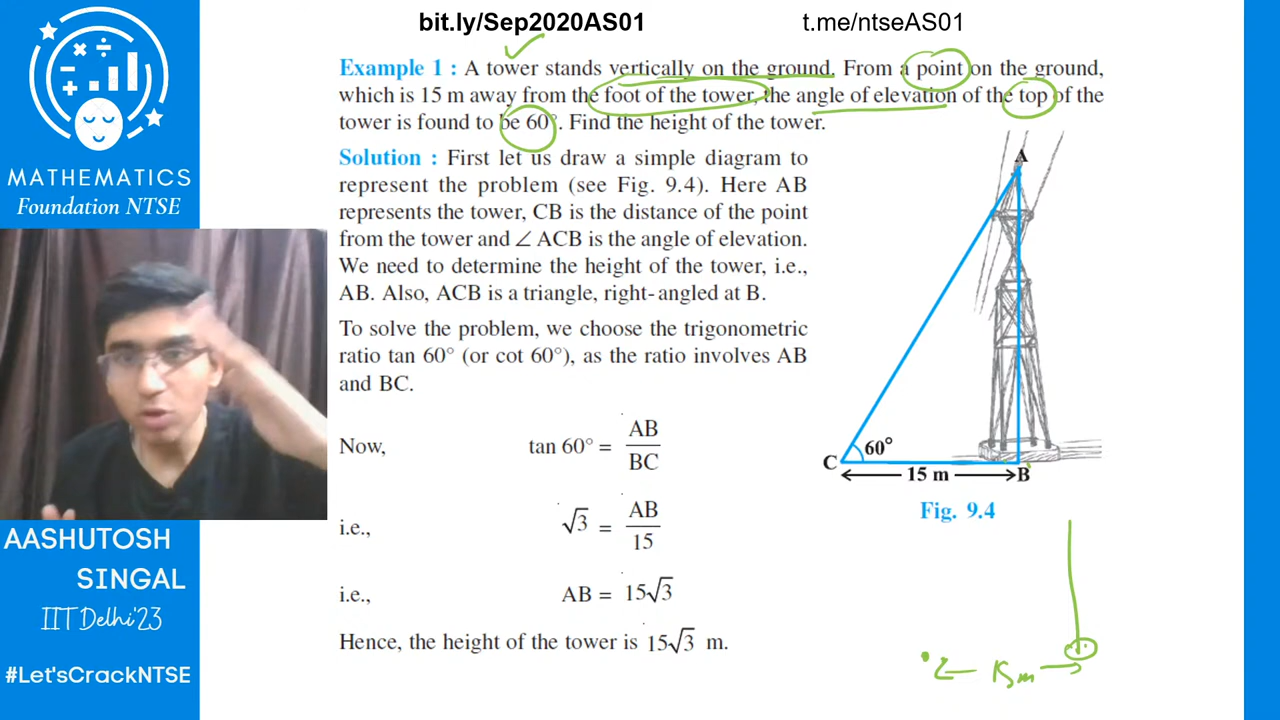 bit.ly/Sep2020AS01
t.me/ntseAS01
MATHEMATICS
Foundation NTSE
Example 1 : A tower stands vertically on the ground. From a point on the ground,
which is 15 m away from the foot of the tower, the angle of elevation of the top of the
tower is found to be 60°. Find the height of the tower.
Solution : First let us draw a simple diagram to
represent the problem (see Fig. 9.4). Here AB
represents the tower, CB is the distance of the point
from the tower and ∠ ACB is the angle of elevation.
We need to determine the height of the tower, i.e.,
AB. Also, ACB is a triangle, right-angled at B.
To solve the problem, we choose the trigonometric
ratio tan 60° (or cot 60°), as the ratio involves AB
and BC.
Now, tan 60° = AB/BC
i.e., √3 = AB/15
i.e., AB = 15√3
Hence, the height of the tower is 15√3 m.
A
60°
C
15 m
B
Fig. 9.4
15m
AASHUTOSH
SINGAL
IIT Delhi'23
#Let'sCrackNTSE